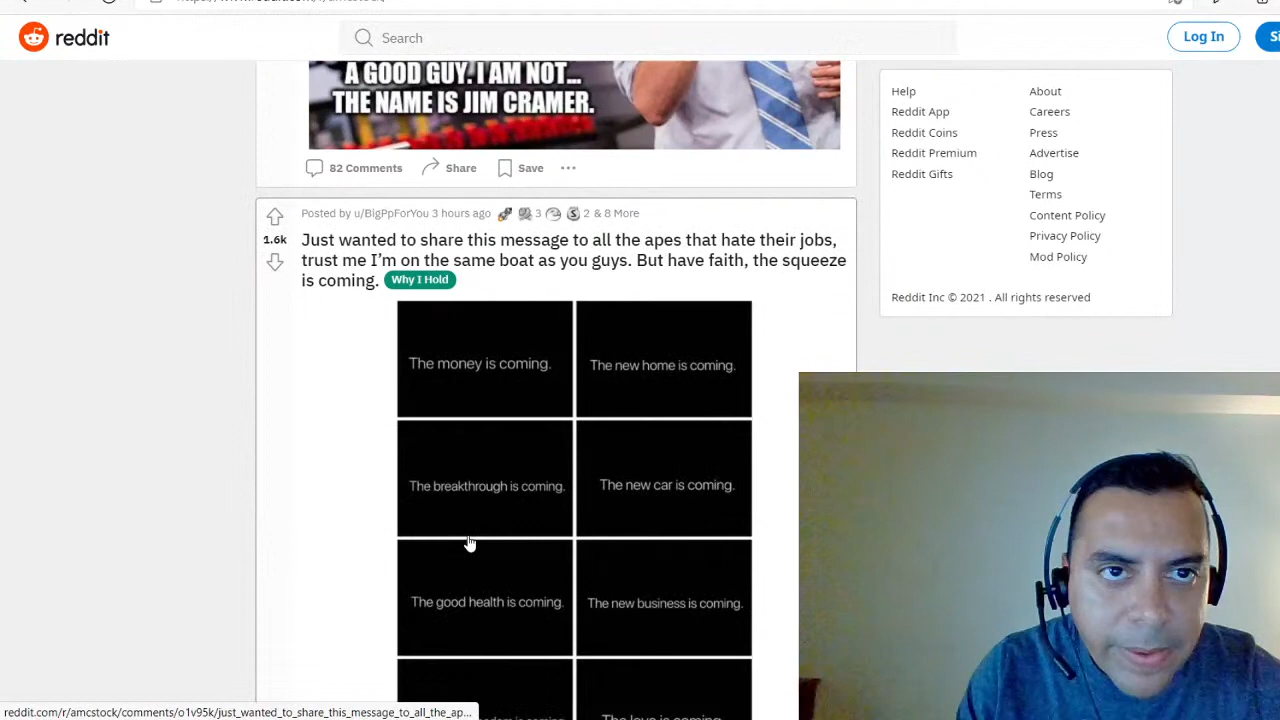 reddit
Search
Log In
A GOOD GUY. I AM NOT...
THE NAME IS JIM CRAMER.
82 Comments
Share
Save
Help
About
Reddit App
Careers
Reddit Coins
Press
Reddit Premium
Advertise
Reddit Gifts
Blog
Terms
Content Policy
Privacy Policy
Mod Policy
Reddit Inc © 2021 . All rights reserved
Posted by u/BigPpForYou 3 hours ago 3 2 & 8 More
1.6k
Just wanted to share this message to all the apes that hate their jobs,
trust me I’m on the same boat as you guys. But have faith, the squeeze
is coming. Why I Hold
The money is coming.
The new home is coming.
The breakthrough is coming.
The new car is coming.
The good health is coming.
The new business is coming.
The love is coming.
reddit.com/r/amcstock/comments/o1v95k/just_wanted_to_share_this_message_to_all_the_ap...